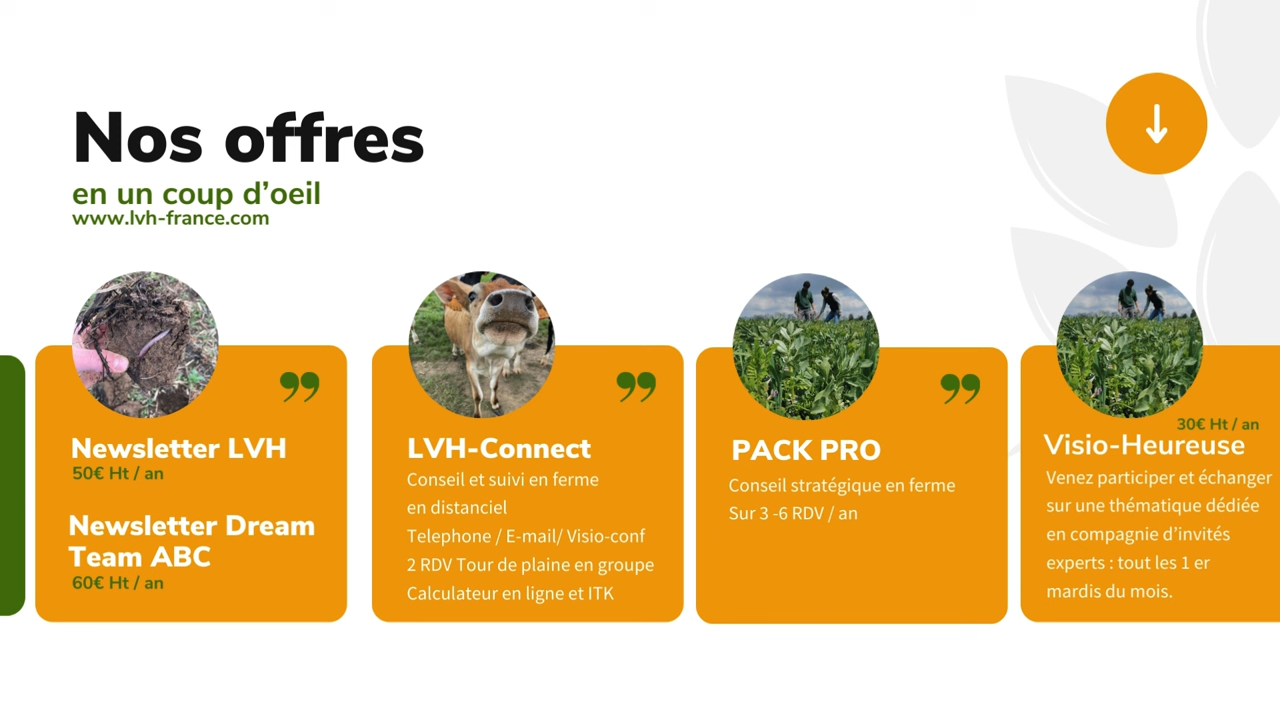 Nos offres
en un coup d’oeil
www.lvh-france.com
Newsletter LVH
50€ Ht / an
Newsletter Dream
Team ABC
60€ Ht / an
LVH-Connect
Conseil et suivi en ferme
en distanciel
Telephone / E-mail/ Visio-conf
2 RDV Tour de plaine en groupe
Calculateur en ligne et ITK
PACK PRO
Conseil stratégique en ferme
Sur 3 -6 RDV / an
30€ Ht / an
Visio-Heureuse
Venez participer et échanger
sur une thématique dédiée
en compagnie d’invités
experts : tout les 1 er
mardis du mois.